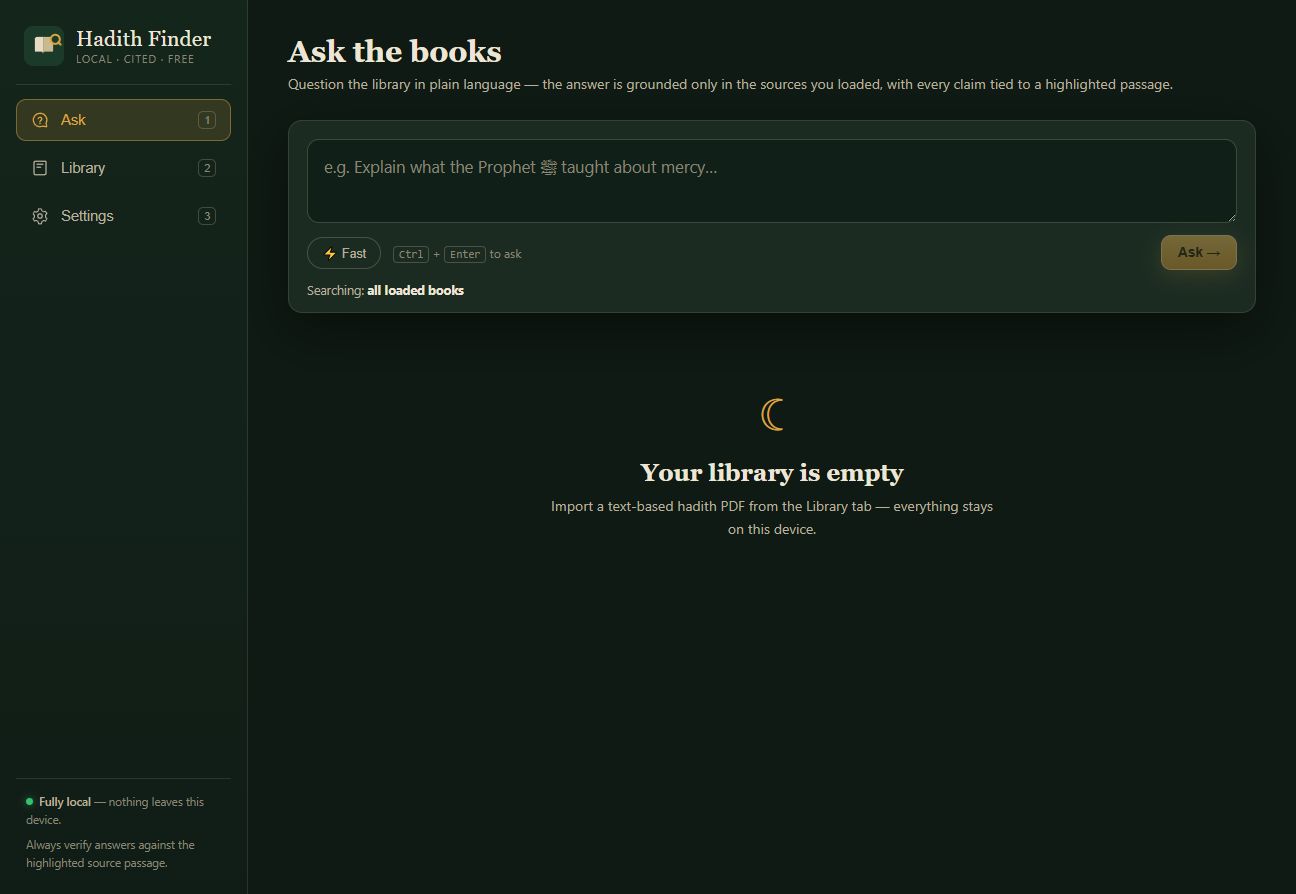 Hadith Finder
LOCAL · CITED · FREE
Ask 1
Library 2
Settings 3
Fully local — nothing leaves this
device.
Always verify answers against the
highlighted source passage.
Ask the books
Question the library in plain language — the answer is grounded only in the sources you loaded, with every claim tied to a highlighted passage.
e.g. Explain what the Prophet ﷺ taught about mercy...
Fast Ctrl + Enter to ask Ask →
Searching: all loaded books
Your library is empty
Import a text-based hadith PDF from the Library tab — everything stays
on this device.